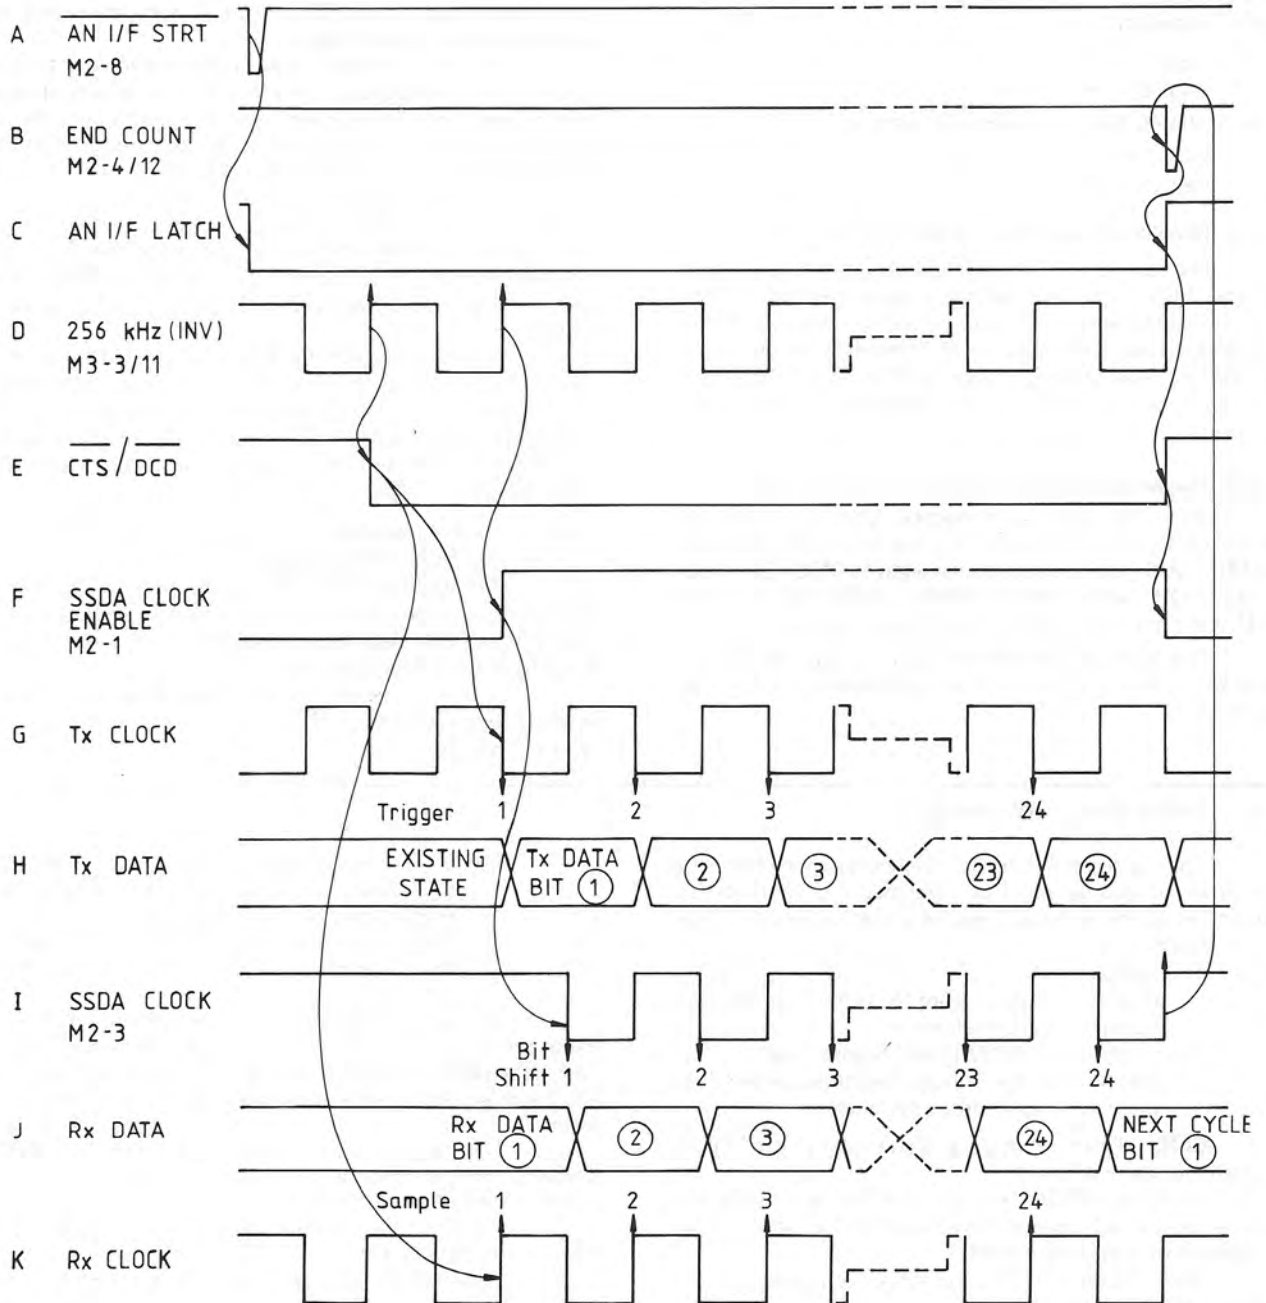 A AN I/F STRT
M2-8
B END COUNT
M2-4/12
C AN I/F LATCH
D 256 kHz (INV)
M3-3/11
E CTS / DCD
F SSDA CLOCK
ENABLE
M2-1
G Tx CLOCK
Trigger 1 2 3 24
H Tx DATA EXISTING STATE Tx DATA BIT 1 2 3 23 24
I SSDA CLOCK
M2-3
Bit
Shift 1 2 3 23 24
J Rx DATA Rx DATA BIT 1 2 3 24 NEXT CYCLE BIT 1
Sample 1 2 3 24
K Rx CLOCK